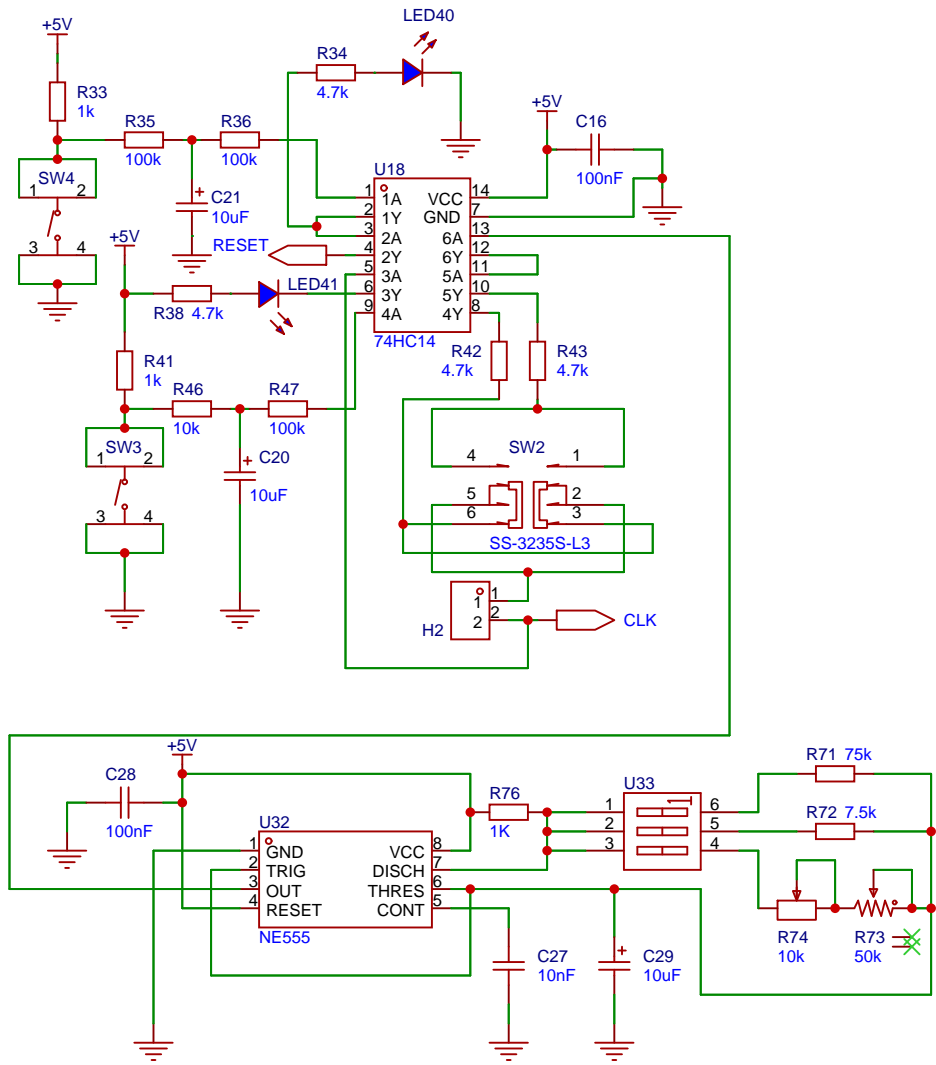 +5V
LED40
R34
4.7k
R33
1k
R35
100k
R36
100k
+5V
C16
100nF
SW4
1 2
3 4
C21
10uF
U18
1 1A VCC 14
2 1Y GND 7
3 2A 6A 13
4 2Y 6Y 12
5 3A 5A 11
6 3Y 5Y 10
9 4A 4Y 8
74HC14
RESET
+5V
LED41
R38 4.7k
R41
1k
R46
10k
R47
100k
R42
4.7k
R43
4.7k
SW3
1 2
3 4
C20
10uF
SW2
4 1
5 2
6 3
SS-3235S-L3
H2
1 1
2 2
CLK
+5V
C28
100nF
R76
1K
U33
1 6
2 5
3 4
R71 75k
R72 7.5k
U32
1 GND VCC 8
2 TRIG DISCH 7
3 OUT THRES 6
4 RESET CONT 5
NE555
C27
10nF
C29
10uF
R74
10k
R73
50k